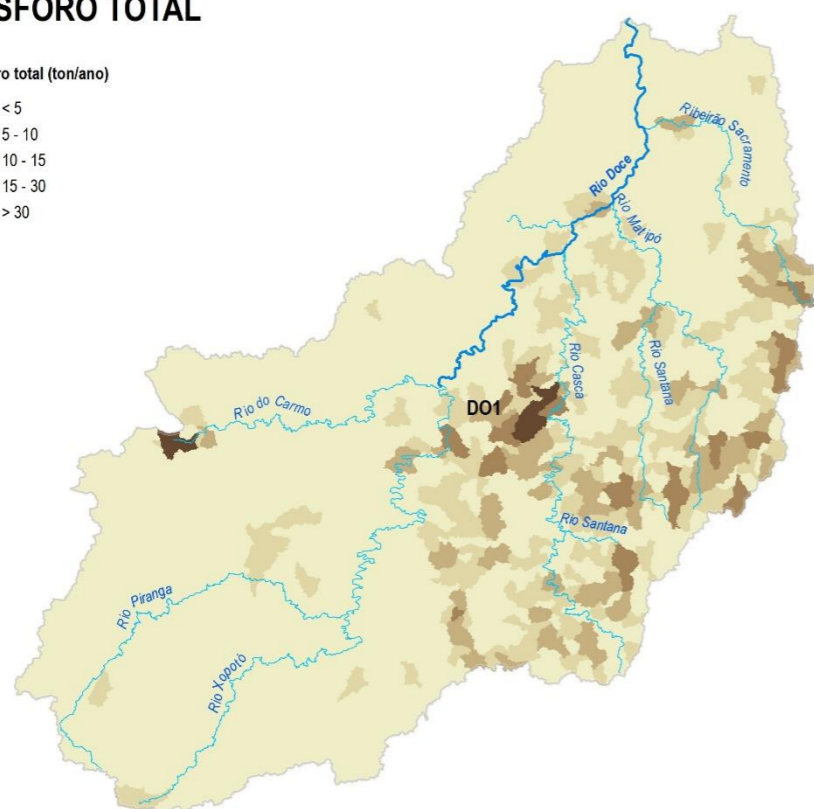 SFORO TOTAL
ro total (ton/ano)
< 5
5 - 10
10 - 15
15 - 30
> 30
Ribeirão Sacramento
Rio Doce
Rio Matipó
Rio Casca
Rio Santana
Rio do Carmo
DO1
Rio Santana
Rio Piranga
Rio Xopotó